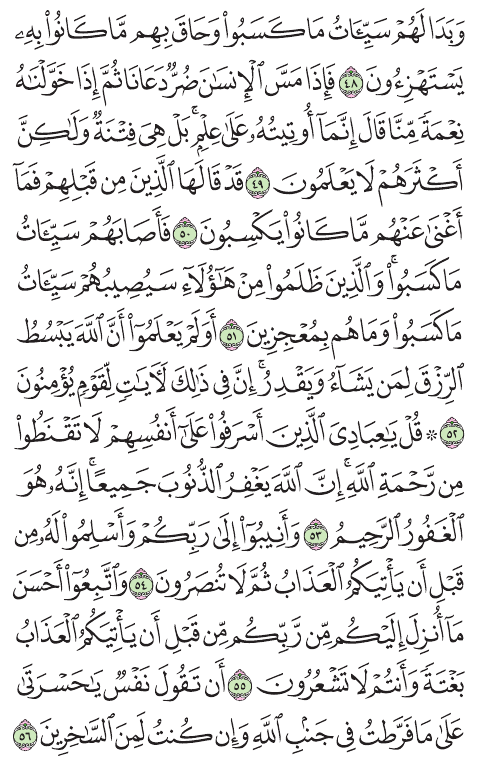 وَبَدَا لَهُمْ سَيِّـَٔاتُ مَا كَسَبُوا۟ وَحَاقَ بِهِم مَّا كَانُوا۟ بِهِۦ
يَسْتَهْزِءُونَ ٤٨ فَإِذَا مَسَّ ٱلْإِنسَـٰنَ ضُرٌّ دَعَانَا ثُمَّ إِذَا خَوَّلْنَـٰهُ
نِعْمَةً مِّنَّا قَالَ إِنَّمَآ أُوتِيتُهُۥ عَلَىٰ عِلْمٍۭ ۚ بَلْ هِىَ فِتْنَةٌ وَلَـٰكِنَّ
أَكْثَرَهُمْ لَا يَعْلَمُونَ ٤٩ قَدْ قَالَهَا ٱلَّذِينَ مِن قَبْلِهِمْ فَمَآ
أَغْنَىٰ عَنْهُم مَّا كَانُوا۟ يَكْسِبُونَ ٥٠ فَأَصَابَهُمْ سَيِّـَٔاتُ
مَا كَسَبُوا۟ ۚ وَٱلَّذِينَ ظَلَمُوا۟ مِنْ هَـٰٓؤُلَآءِ سَيُصِيبُهُمْ سَيِّـَٔاتُ
مَا كَسَبُوا۟ وَمَا هُم بِمُعْجِزِينَ ٥١ أَوَلَمْ يَعْلَمُوٓا۟ أَنَّ ٱللَّهَ يَبْسُطُ
ٱلرِّزْقَ لِمَن يَشَآءُ وَيَقْدِرُ ۚ إِنَّ فِى ذَٰلِكَ لَـَٔايَـٰتٍ لِّقَوْمٍ يُؤْمِنُونَ
٥٢ * قُلْ يَـٰعِبَادِىَ ٱلَّذِينَ أَسْرَفُوا۟ عَلَىٰٓ أَنفُسِهِمْ لَا تَقْنَطُوا۟
مِن رَّحْمَةِ ٱللَّهِ ۚ إِنَّ ٱللَّهَ يَغْفِرُ ٱلذُّنُوبَ جَمِيعًا ۚ إِنَّهُۥ هُوَ
ٱلْغَفُورُ ٱلرَّحِيمُ ٥٣ وَأَنِيبُوٓا۟ إِلَىٰ رَبِّكُمْ وَأَسْلِمُوا۟ لَهُۥ مِن
قَبْلِ أَن يَأْتِيَكُمُ ٱلْعَذَابُ ثُمَّ لَا تُنصَرُونَ ٥٤ وَٱتَّبِعُوٓا۟ أَحْسَنَ
مَآ أُنزِلَ إِلَيْكُم مِّن رَّبِّكُم مِّن قَبْلِ أَن يَأْتِيَكُمُ ٱلْعَذَابُ
بَغْتَةً وَأَنتُمْ لَا تَشْعُرُونَ ٥٥ أَن تَقُولَ نَفْسٌ يَـٰحَسْرَتَىٰ
عَلَىٰ مَا فَرَّطتُ فِى جَنۢبِ ٱللَّهِ وَإِن كُنتُ لَمِنَ ٱلسَّـٰخِرِينَ ٥٦